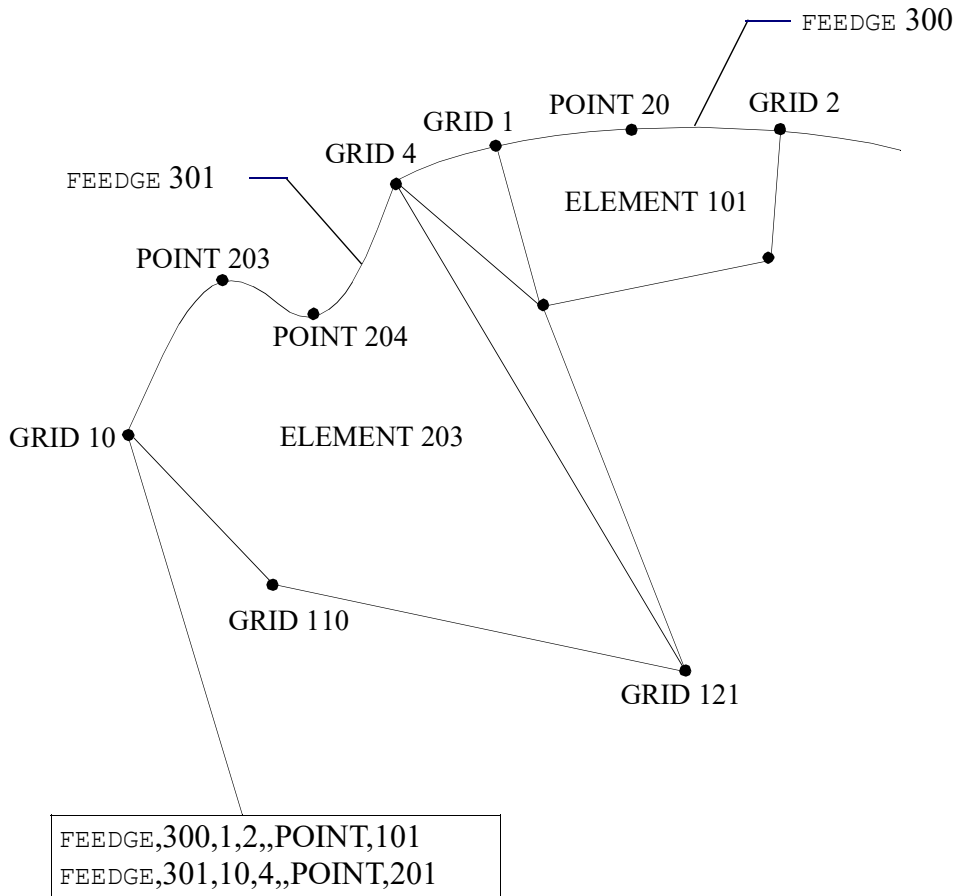 FEEDGE 300
POINT 20
GRID 2
GRID 1
GRID 4
FEEDGE 301
ELEMENT 101
POINT 203
POINT 204
GRID 10
ELEMENT 203
GRID 110
GRID 121
FEEDGE,300,1,2,,POINT,101
FEEDGE,301,10,4,,POINT,201